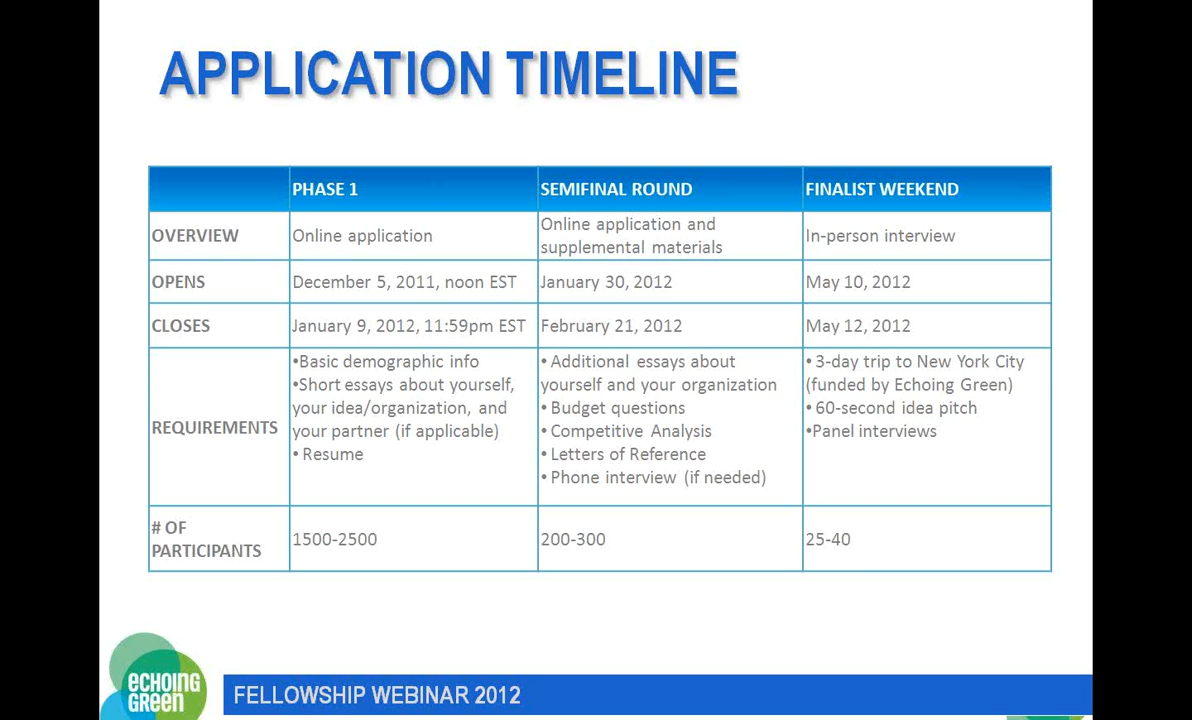 APPLICATION TIMELINE
PHASE 1 SEMIFINAL ROUND FINALIST WEEKEND
OVERVIEW Online application Online application and supplemental materials In-person interview
OPENS December 5, 2011, noon EST January 30, 2012 May 10, 2012
CLOSES January 9, 2012, 11:59pm EST February 21, 2012 May 12, 2012
REQUIREMENTS
•Basic demographic info
•Short essays about yourself,
your idea/organization, and
your partner (if applicable)
• Resume
• Additional essays about
yourself and your organization
• Budget questions
• Competitive Analysis
• Letters of Reference
• Phone interview (if needed)
• 3-day trip to New York City
(funded by Echoing Green)
• 60-second idea pitch
•Panel interviews
# OF
PARTICIPANTS
1500-2500 200-300 25-40
echoing
green
FELLOWSHIP WEBINAR 2012